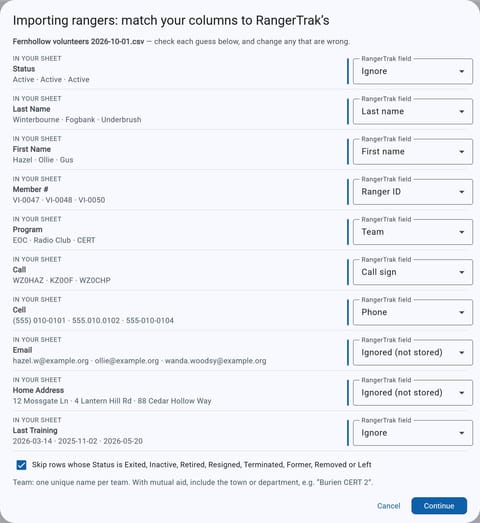 Importing rangers: match your columns to RangerTrak's
Fernhollow volunteers 2026-10-01.csv — check each guess below, and change any that are wrong.
IN YOUR SHEET
Status
Active · Active · Active
RangerTrak field
Ignore
IN YOUR SHEET
Last Name
Winterbourne · Fogbank · Underbrush
RangerTrak field
Last name
IN YOUR SHEET
First Name
Hazel · Ollie · Gus
RangerTrak field
First name
IN YOUR SHEET
Member #
VI-0047 · VI-0048 · VI-0050
RangerTrak field
Ranger ID
IN YOUR SHEET
Program
EOC · Radio Club · CERT
RangerTrak field
Team
IN YOUR SHEET
Call
WZ0HAZ · KZ0OF · WZ0CHP
RangerTrak field
Call sign
IN YOUR SHEET
Cell
(555) 010-0101 · 555.010.0102 · 555-010-0104
RangerTrak field
Phone
IN YOUR SHEET
Email
hazel.w@example.org · ollie@example.org · wanda.woodsy@example.org
RangerTrak field
Ignored (not stored)
IN YOUR SHEET
Home Address
12 Mossgate Ln · 4 Lantern Hill Rd · 88 Cedar Hollow Way
RangerTrak field
Ignored (not stored)
IN YOUR SHEET
Last Training
2026-03-14 · 2025-11-02 · 2026-05-20
RangerTrak field
Ignore
Skip rows whose Status is Exited, Inactive, Retired, Resigned, Terminated, Former, Removed or Left
Team: one unique name per team. With mutual aid, include the town or department, e.g. "Burien CERT 2".
Cancel
Continue